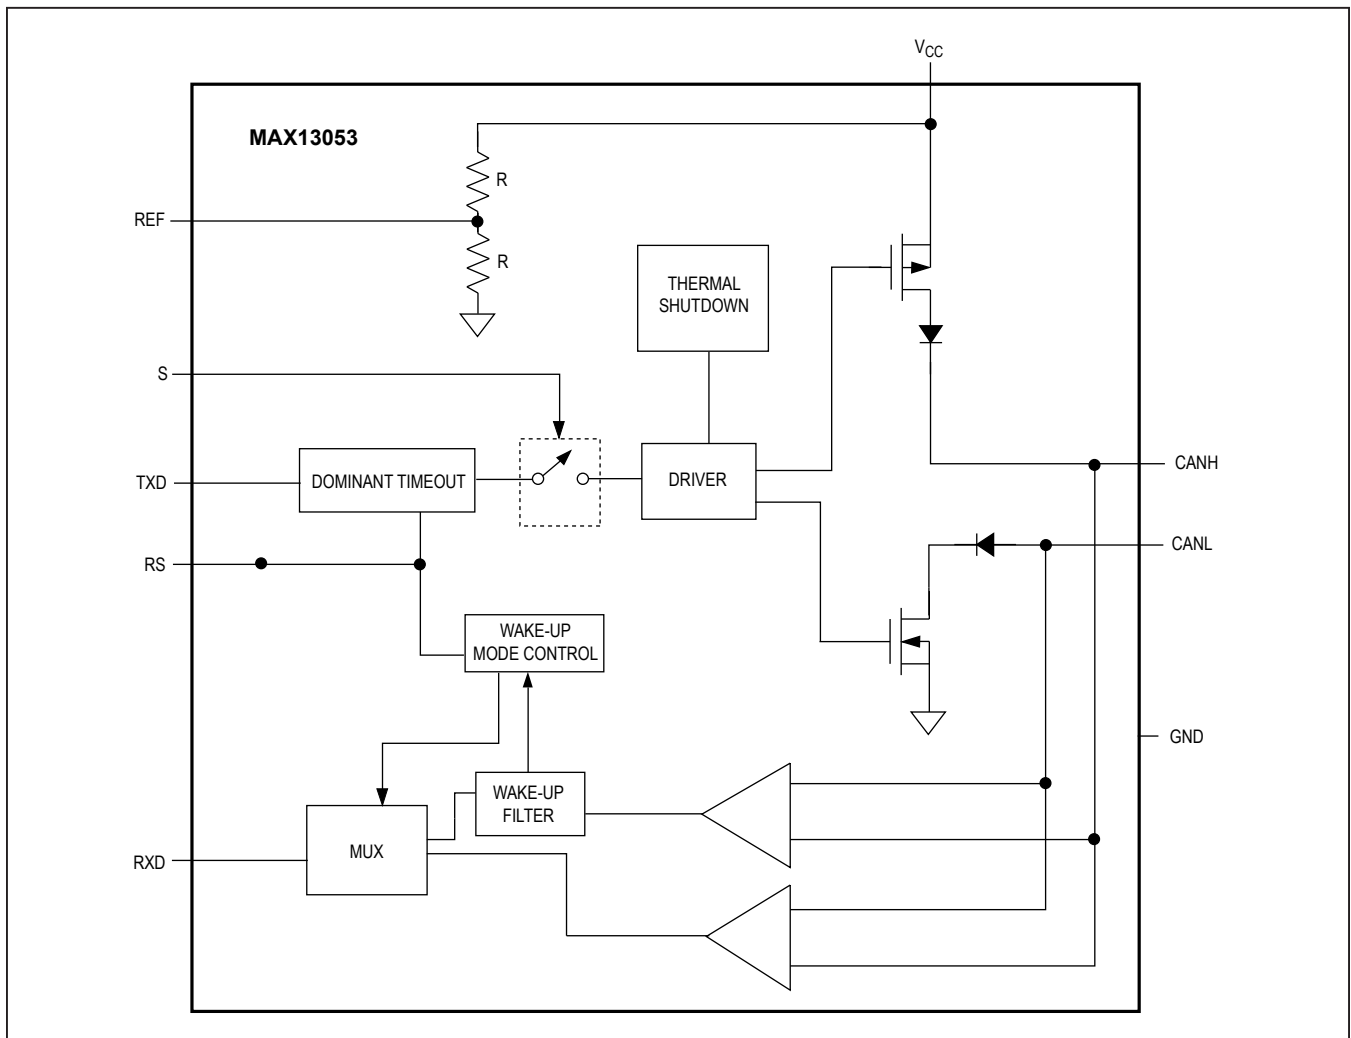 VCC
MAX13053
R
REF
R
THERMAL
SHUTDOWN
S
DOMINANT TIMEOUT
DRIVER
TXD
CANH
CANL
RS
WAKE-UP
MODE CONTROL
GND
WAKE-UP
FILTER
MUX
RXD